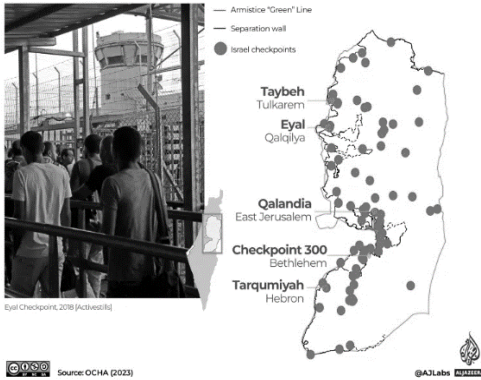 Armistice "Green" Line
Separation wall
Israel checkpoints
Taybeh
Tulkarem
Eyal
Qalqilya
Qalandia
East Jerusalem
Checkpoint 300
Bethlehem
Tarqumiyah
Hebron
Eyal Checkpoint, 2018 [Activestills]
Source: OCHA (2023)
@AJLabs
ALJAZEERA